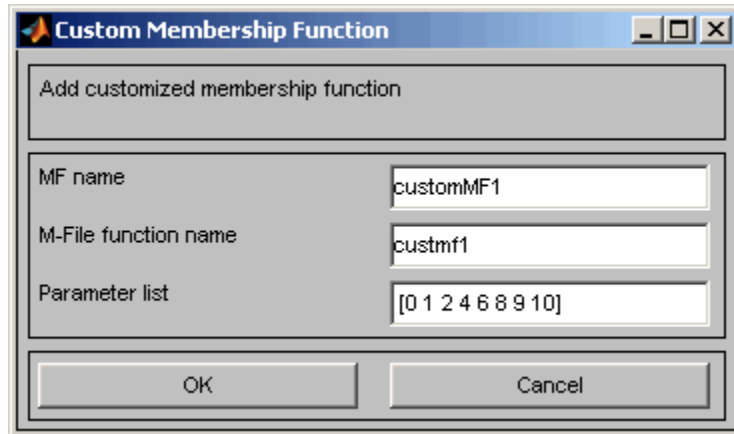 Custom Membership Function
Add customized membership function
MF name
customMF1
M-File function name
custmf1
Parameter list
[0 1 2 4 6 8 9 10]
OK
Cancel